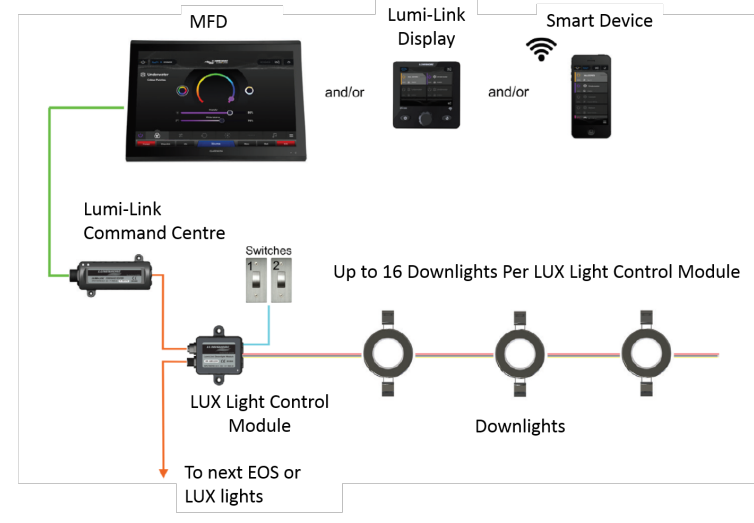 MFD
Lumi-Link
Display
Smart Device
and/or
and/or
Lumi-Link
Command Centre
Switches
1 2
Up to 16 Downlights Per LUX Light Control Module
LUX Light Control
Module
Downlights
To next EOS or
LUX lights